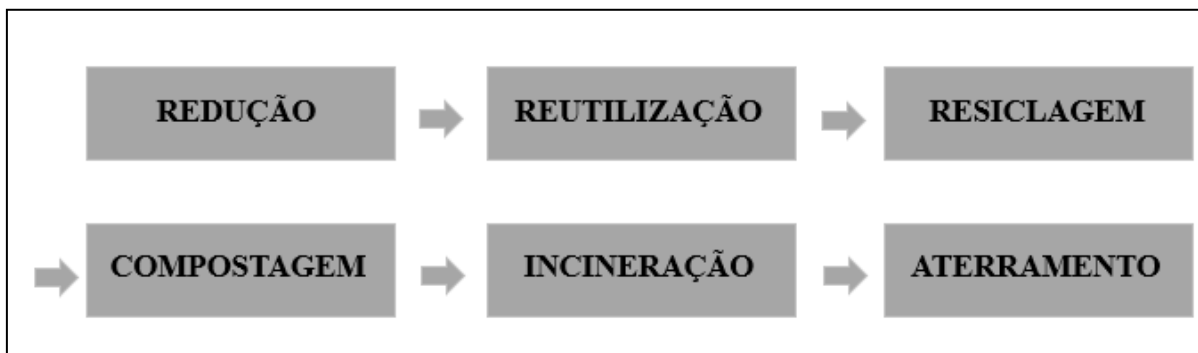 REDUÇÃO
REUTILIZAÇÃO
RESICLAGEM
COMPOSTAGEM
INCINERAÇÃO
ATERRAMENTO